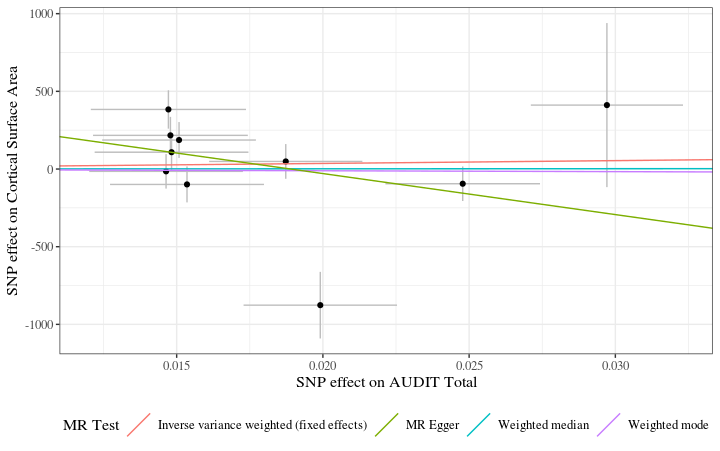 1000
500
0
-500
-1000
SNP effect on Cortical Surface Area
0.015 0.020 0.025 0.030
SNP effect on AUDIT Total
MR Test Inverse variance weighted (fixed effects) MR Egger Weighted median Weighted mode